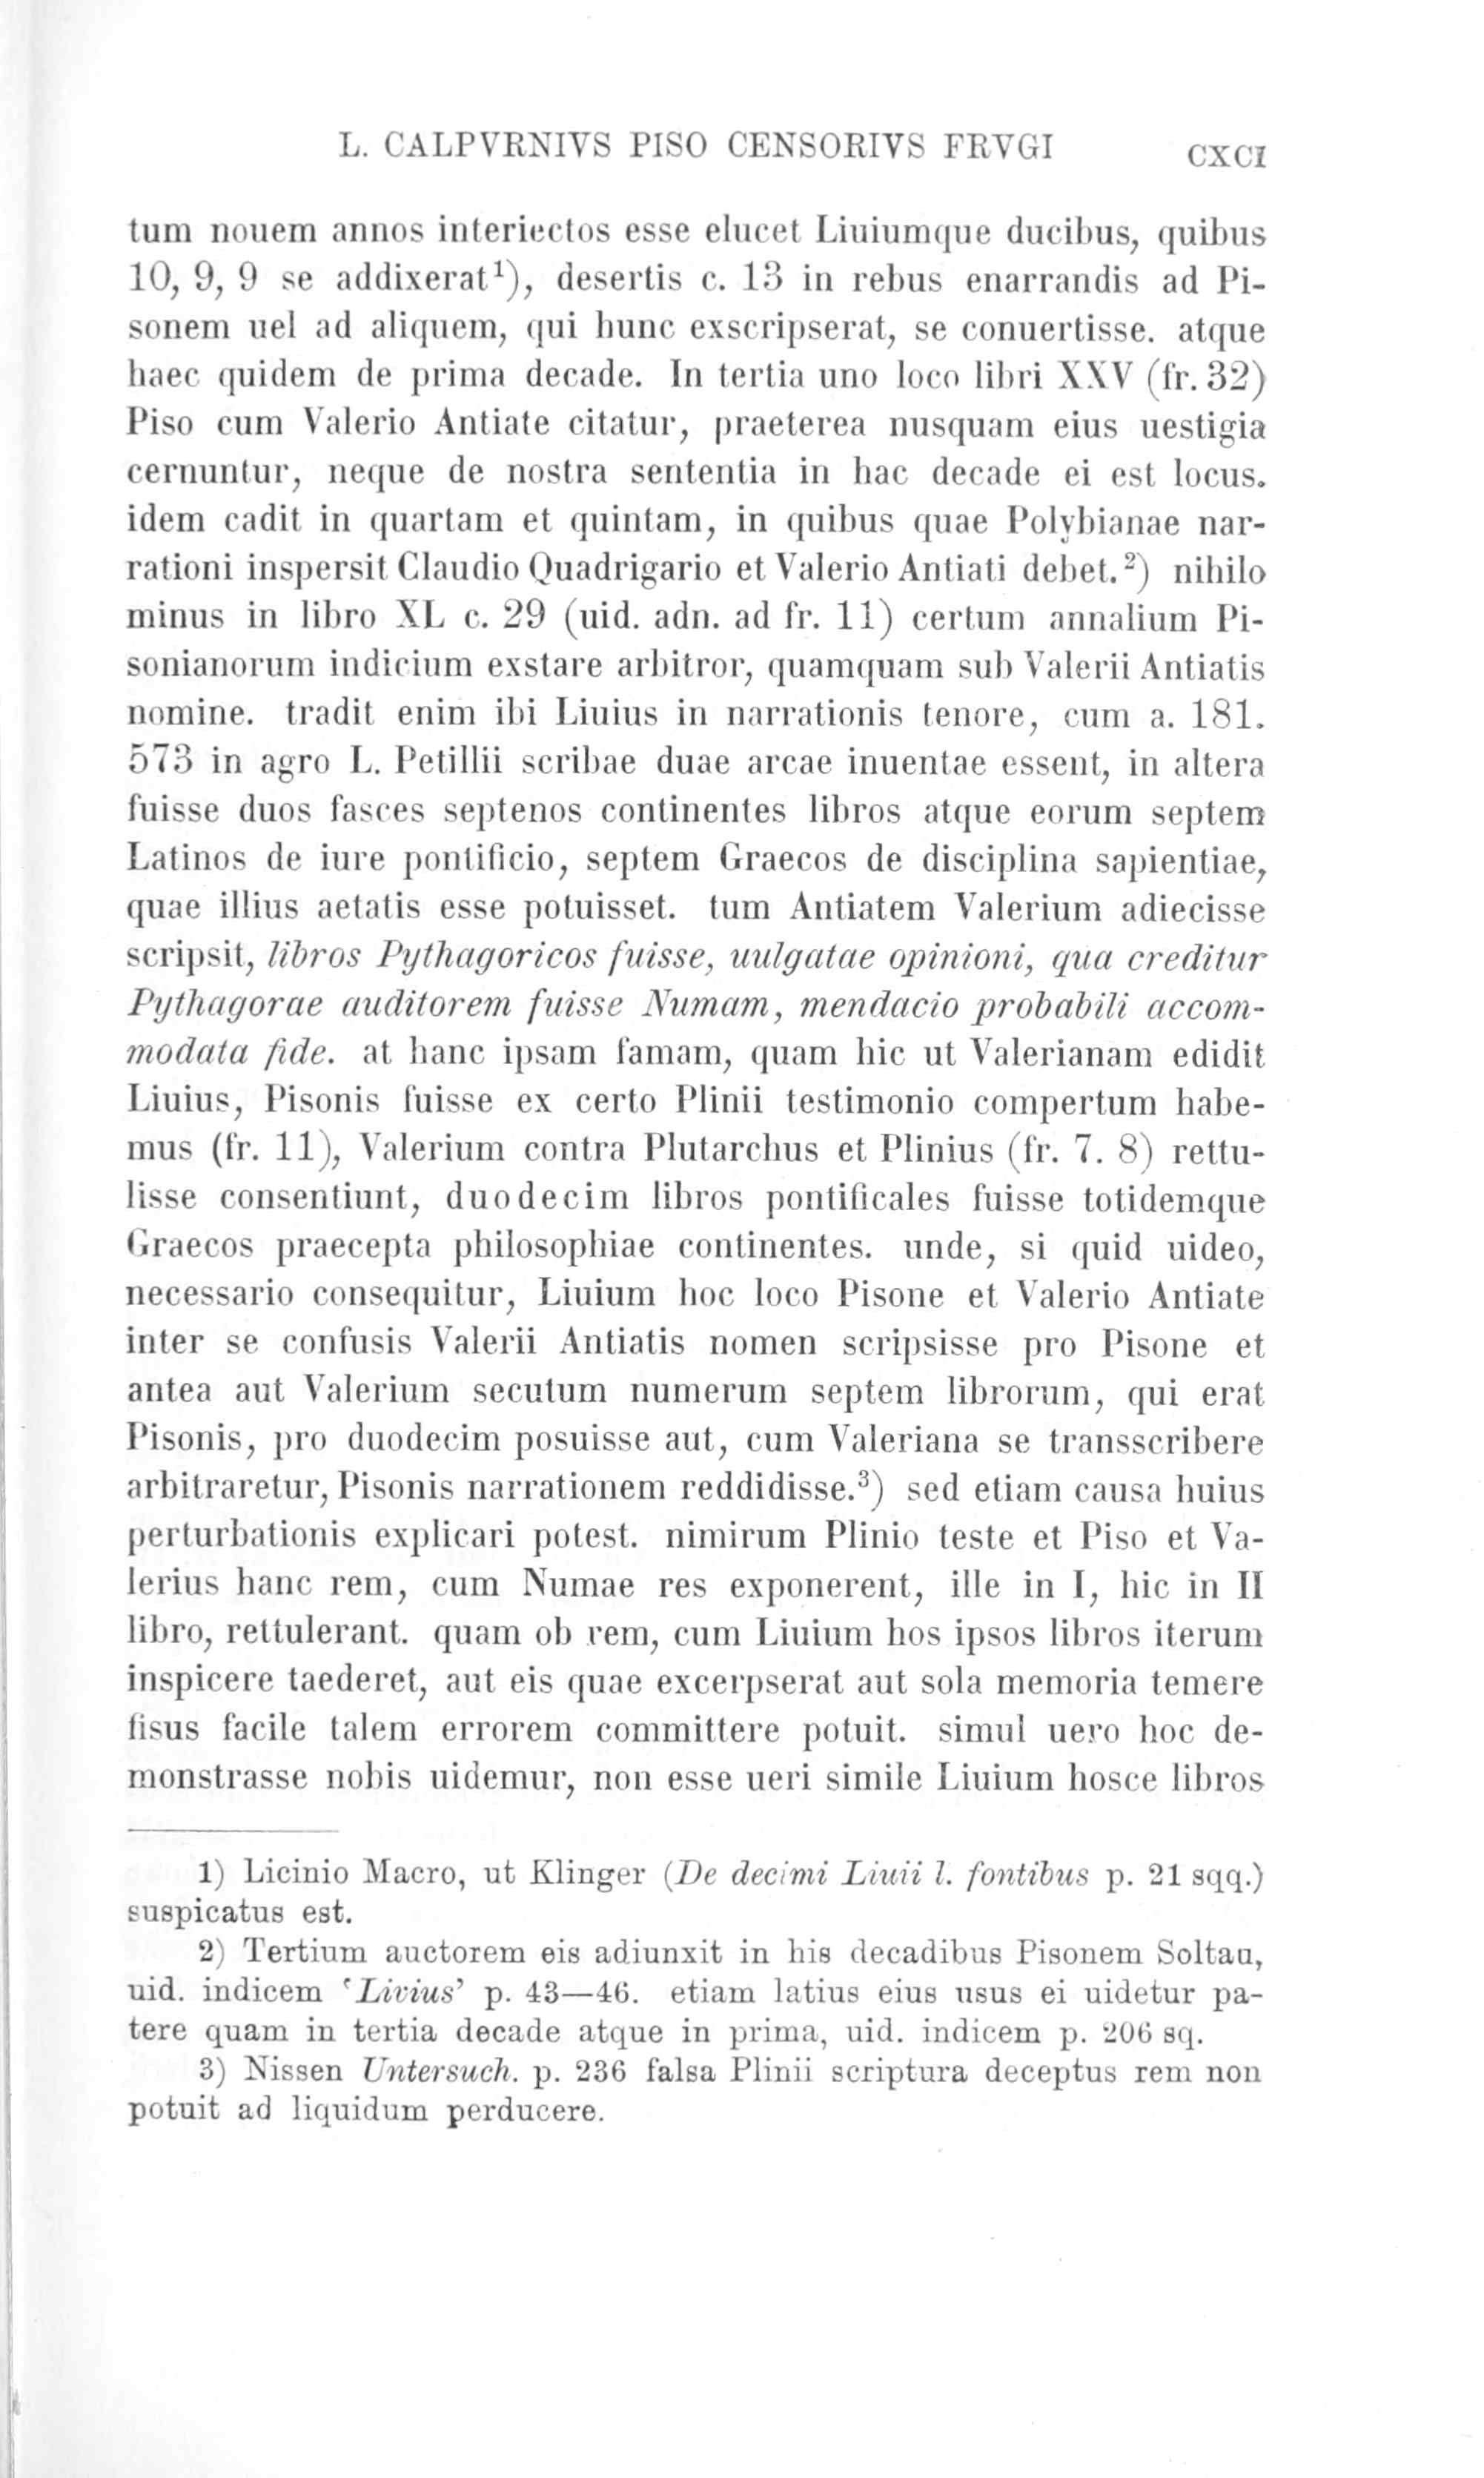 L. CALPVRNIVS PISO CENSORIVS FRVGI CXCI
tum nouem annos interiectos esse elucet Liuiumque ducibus, quibus
10, 9, 9 se addixerat¹), desertis c. 13 in rebus enarrandis ad Pi-
sonem uel ad aliquem, qui hunc exscripserat, se conuertisse. atque
haec quidem de prima decade. In tertia uno loco libri XXV (fr. 32)
Piso cum Valerio Antiate citatur, praeterea nusquam eius uestigia
cernuntur, neque de nostra sententia in hac decade ei est locus.
idem cadit in quartam et quintam, in quibus quae Polybianae nar-
rationi inspersit Claudio Quadrigario et Valerio Antiati debet.²) nihilo
minus in libro XL c. 29 (uid. adn. ad fr. 11) certum annalium Pi-
sonianorum indicium exstare arbitror, quamquam sub Valerii Antiatis
nomine. tradit enim ibi Liuius in narrationis tenore, cum a. 181.
573 in agro L. Petillii scribae duae arcae inuentae essent, in altera
fuisse duos fasces septenos continentes libros atque eorum septem
Latinos de iure pontificio, septem Graecos de disciplina sapientiae,
quae illius aetatis esse potuisset. tum Antiatem Valerium adiecisse
scripsit, libros Pythagoricos fuisse, uulgatae opinioni, qua creditur
Pythagorae auditorem fuisse Numam, mendacio probabili accom-
modata fide. at hanc ipsam famam, quam hic ut Valerianam edidit
Liuius, Pisonis fuisse ex certo Plinii testimonio compertum habe-
mus (fr. 11), Valerium contra Plutarchus et Plinius (fr. 7. 8) rettu-
lisse consentiunt, duodecim libros pontificales fuisse totidemque
Graecos praecepta philosophiae continentes. unde, si quid uideo,
necessario consequitur, Liuium hoc loco Pisone et Valerio Antiate
inter se confusis Valerii Antiatis nomen scripsisse pro Pisone et
antea aut Valerium secutum numerum septem librorum, qui erat
Pisonis, pro duodecim posuisse aut, cum Valeriana se transscribere
arbitraretur, Pisonis narrationem reddidisse.³) sed etiam causa huius
perturbationis explicari potest. nimirum Plinio teste et Piso et Va-
lerius hanc rem, cum Numae res exponerent, ille in I, hic in II
libro, rettulerant. quam ob rem, cum Liuium hos ipsos libros iterum
inspicere taederet, aut eis quae excerpserat aut sola memoria temere
fisus facile talem errorem committere potuit. simul uero hoc de-
monstrasse nobis uidemur, non esse ueri simile Liuium hosce libros
1) Licinio Macro, ut Klinger (De decimi Liuii l. fontibus p. 21 sqq.)
suspicatus est.
2) Tertium auctorem eis adiunxit in his decadibus Pisonem Soltau,
uid. indicem ‘Livius’ p. 43—46. etiam latius eius usus ei uidetur pa-
tere quam in tertia decade atque in prima, uid. indicem p. 206 sq.
3) Nissen Untersuch. p. 236 falsa Plinii scriptura deceptus rem non
potuit ad liquidum perducere.